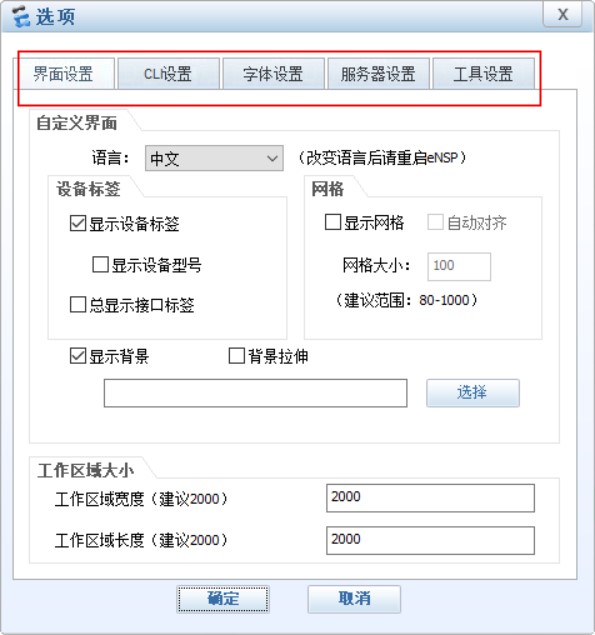 选项
X
界面设置 CLI设置 字体设置 服务器设置 工具设置
自定义界面
语言： 中文 （改变语言后请重启eNSP）
设备标签 网格
显示设备标签 显示网格 自动对齐
显示设备型号 网格大小： 100
总显示接口标签 （建议范围：80-1000）
显示背景 背景拉伸
选择
工作区域大小
工作区域宽度（建议2000） 2000
工作区域长度（建议2000） 2000
确定 取消